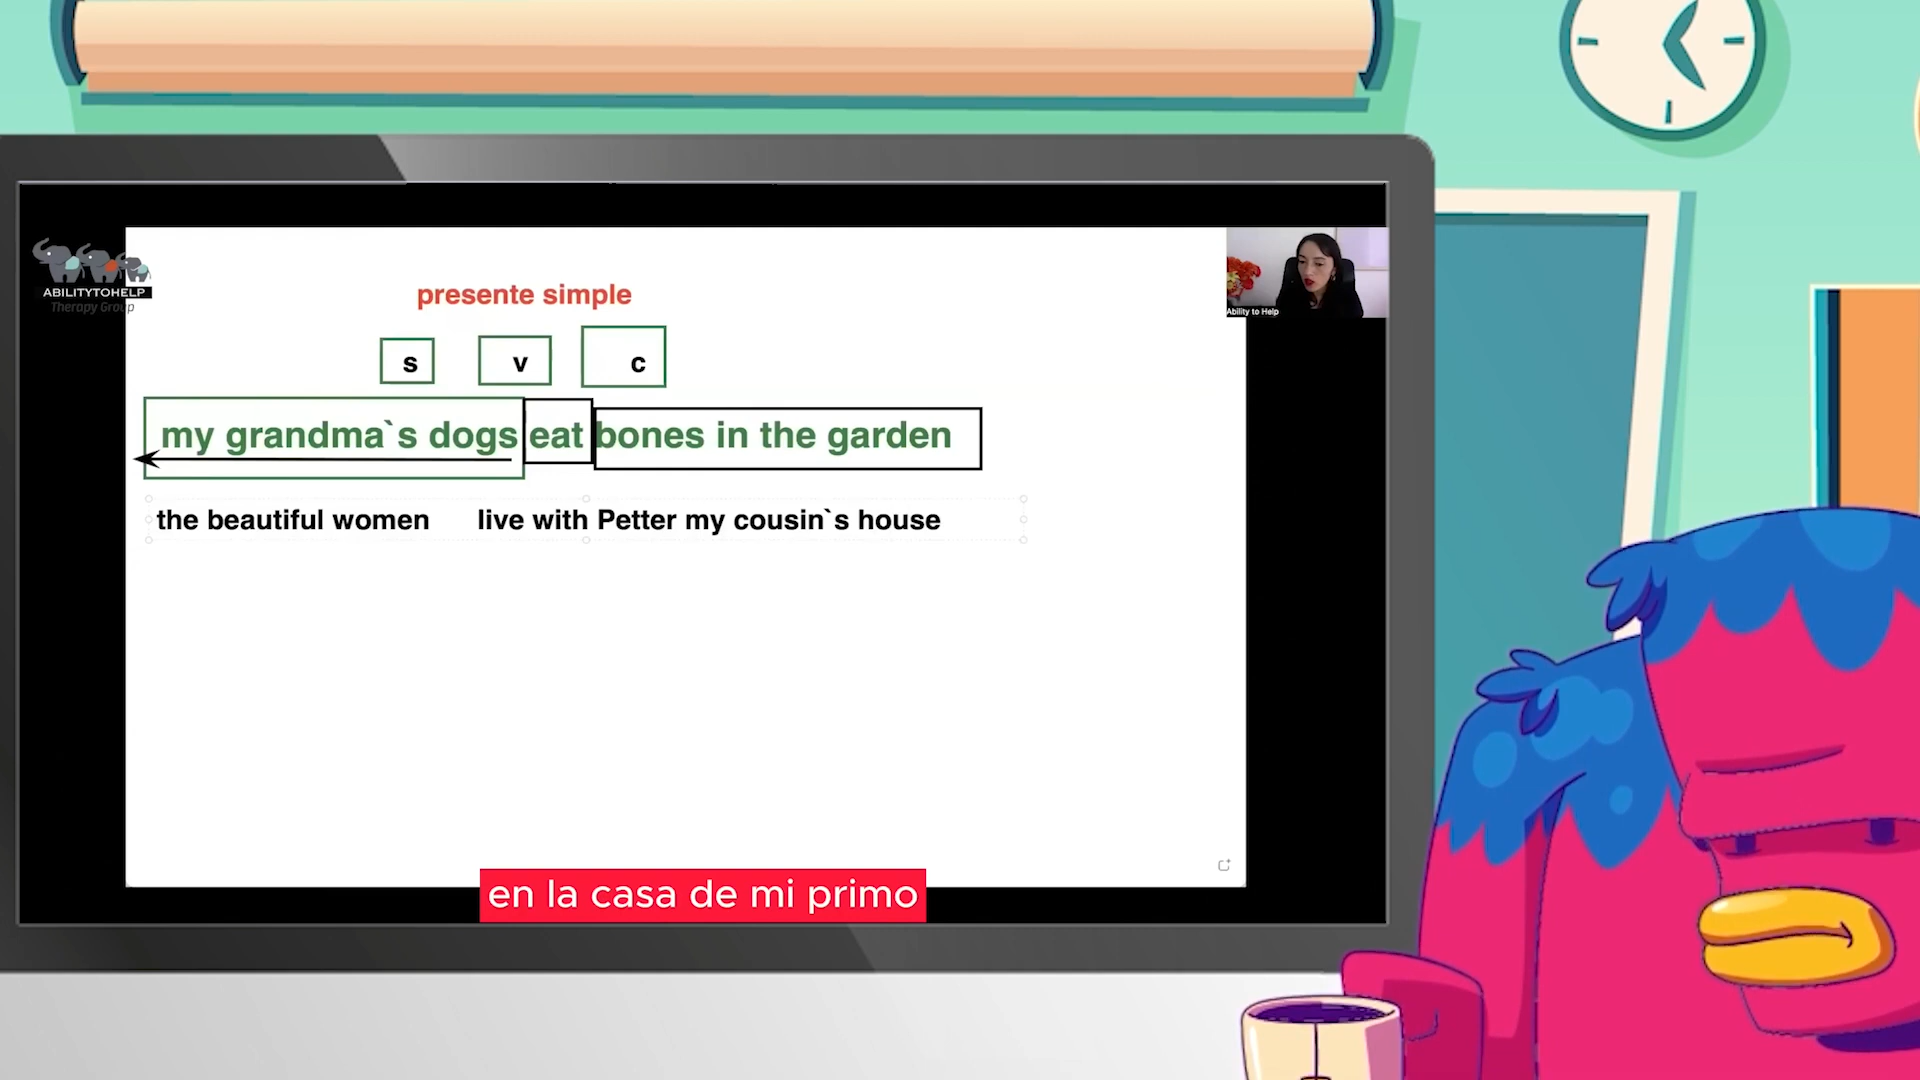 ABILITYTOHELP
Therapy Group
presente simple
s v c
my grandma`s dogs eat bones in the garden
the beautiful women live with Petter my cousin`s house
Ability to Help
en la casa de mi primo